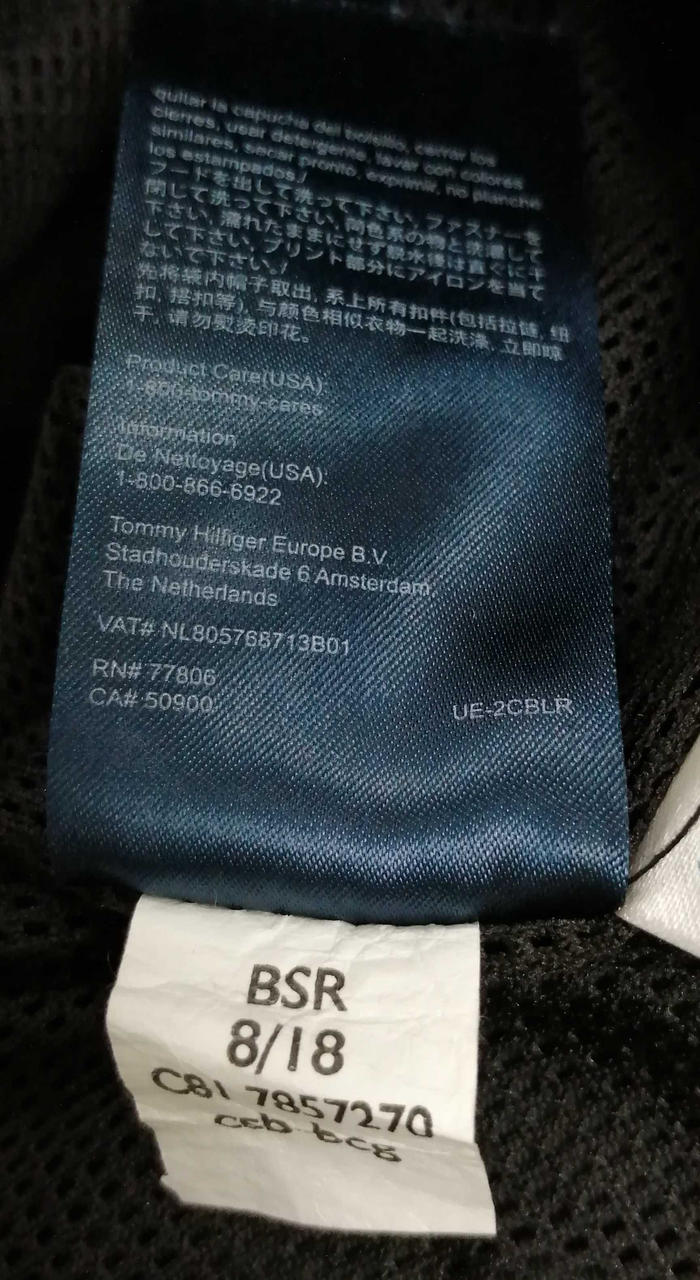 quitar la capucha del bolsillo, cerrar los
cierres, usar detergente, lavar con colores
similares, secar pronto, exprimir, no planche
los estampados./
フードを出して洗って下さい, ファスナーを
閉じて洗って下さい, 同色系の物と洗濯して
下さい, 濡れたままにせず脱水後は直ぐに干
して下さい, プリント部分にアイロンを当て
ないで下さい./
先将袋内帽子取出, 系上所有扣件(包括拉链, 纽
扣, 搭扣等), 与颜色相似衣物一起洗涤, 立即晾
干, 请勿熨烫印花。
Product Care(USA):
1-800-tommy-cares
Information
De Nettoyage(USA):
1-800-866-6922
Tommy Hilfiger Europe B.V.
Stadhouderskade 6 Amsterdam,
The Netherlands
VAT# NL805768713B01
RN# 77806
CA# 50900
UE-2CBLR
BSR
8/18
C81 7857270